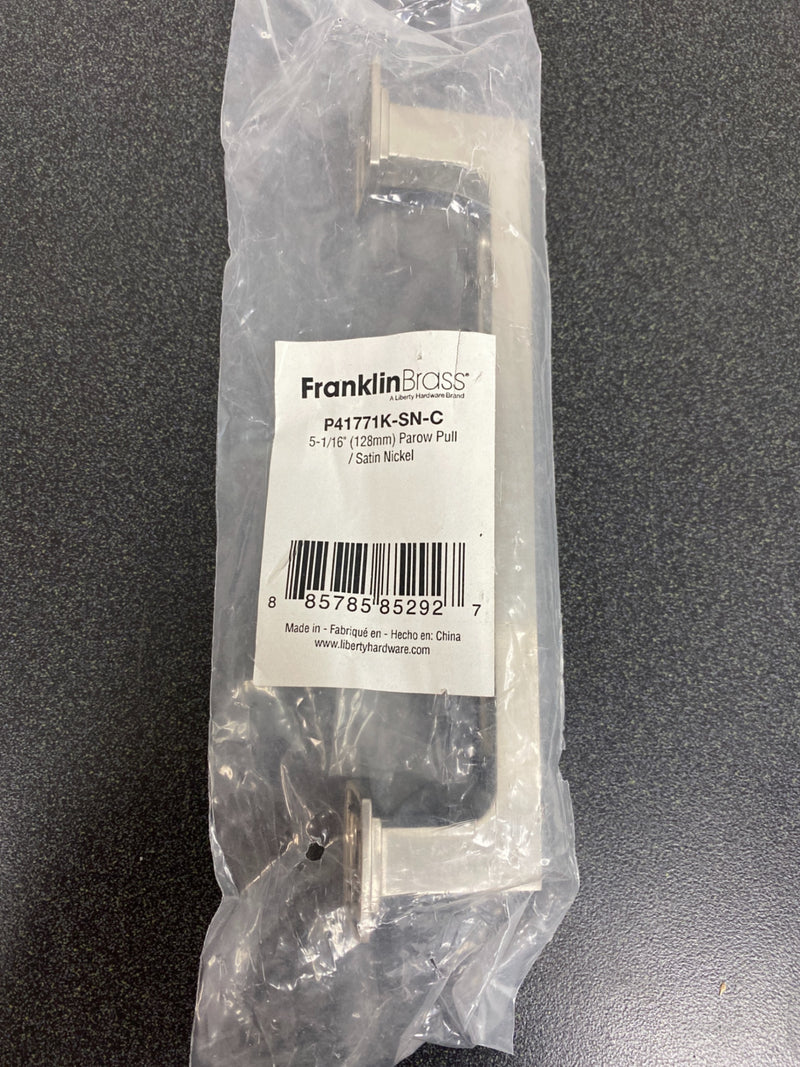 FranklinBrass®
A Liberty Hardware Brand
P41771K-SN-C
5-1/16" (128mm) Parow Pull
/ Satin Nickel
8 85785 85292 7
Made in - Fabriqué en - Hecho en: China
www.libertyhardware.com